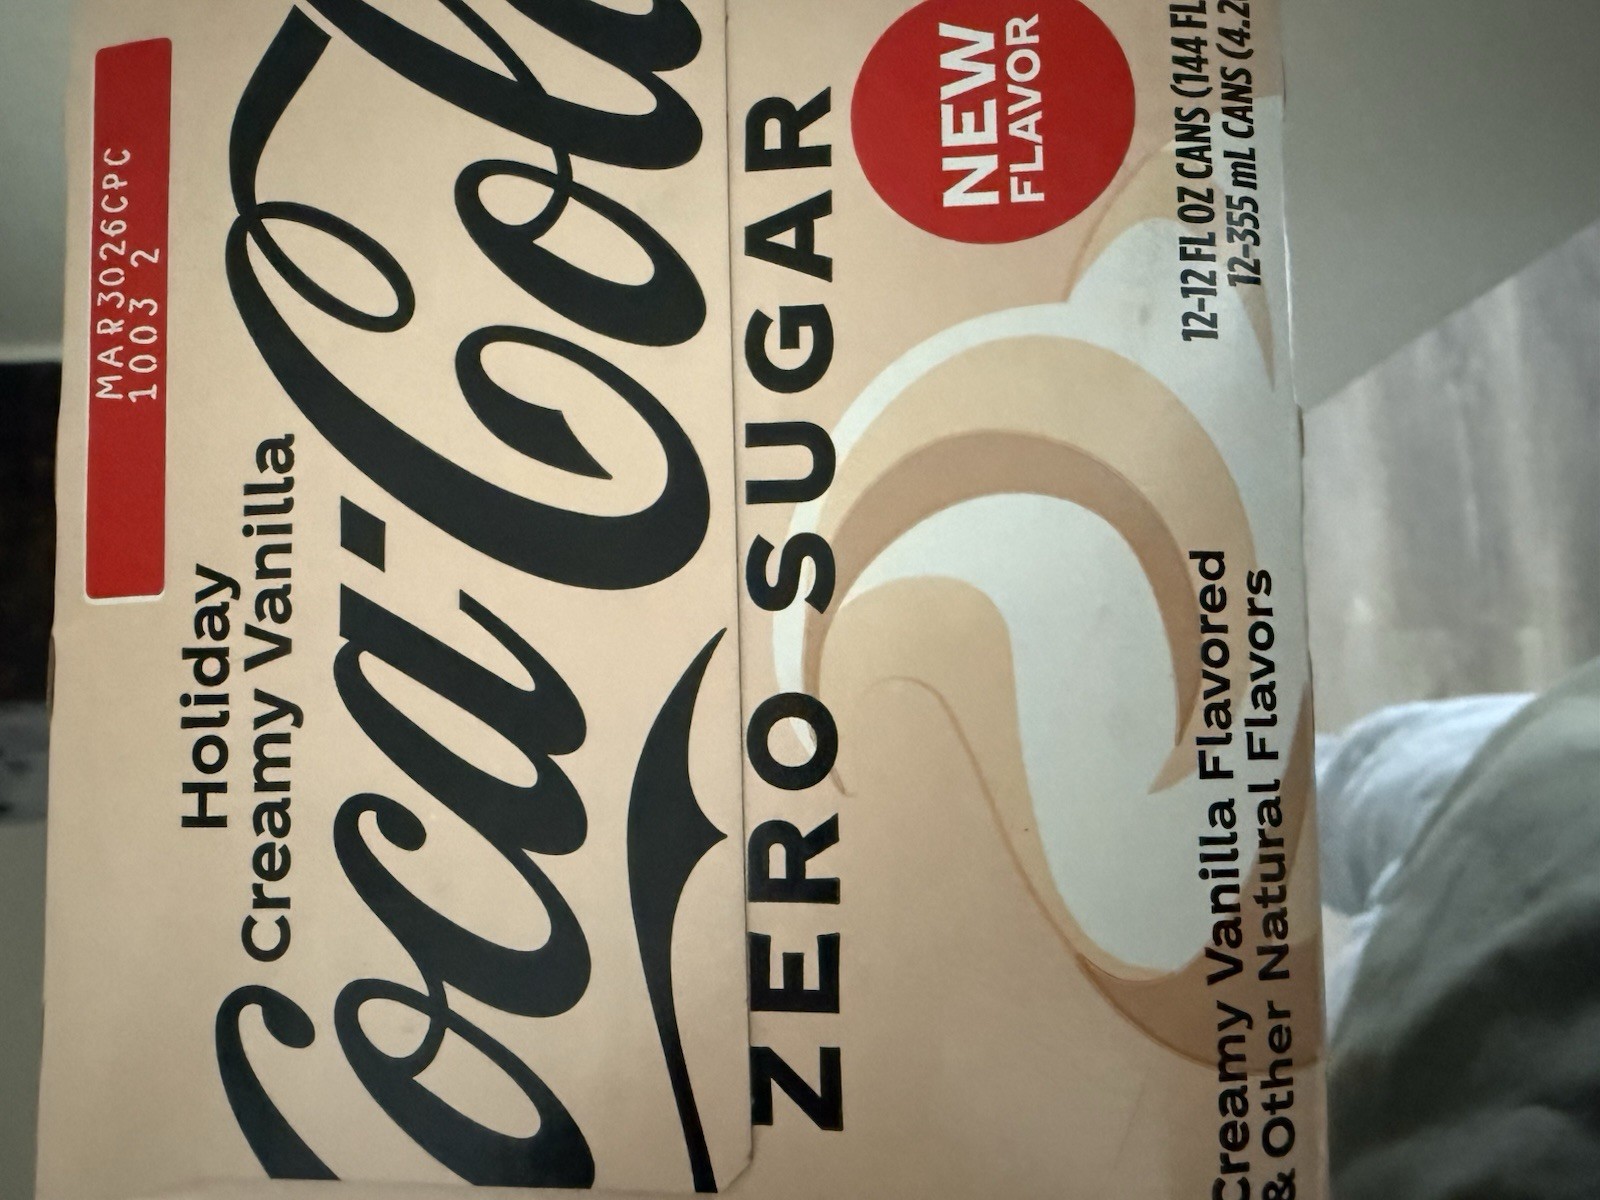 MAR3026CPC
1003 2
Holiday
Creamy Vanilla
Coca-Cola
ZERO SUGAR
NEW
FLAVOR
Creamy Vanilla Flavored
& Other Natural Flavors
12-12 FL OZ CANS (144 FL
12-355 mL CANS (4.2